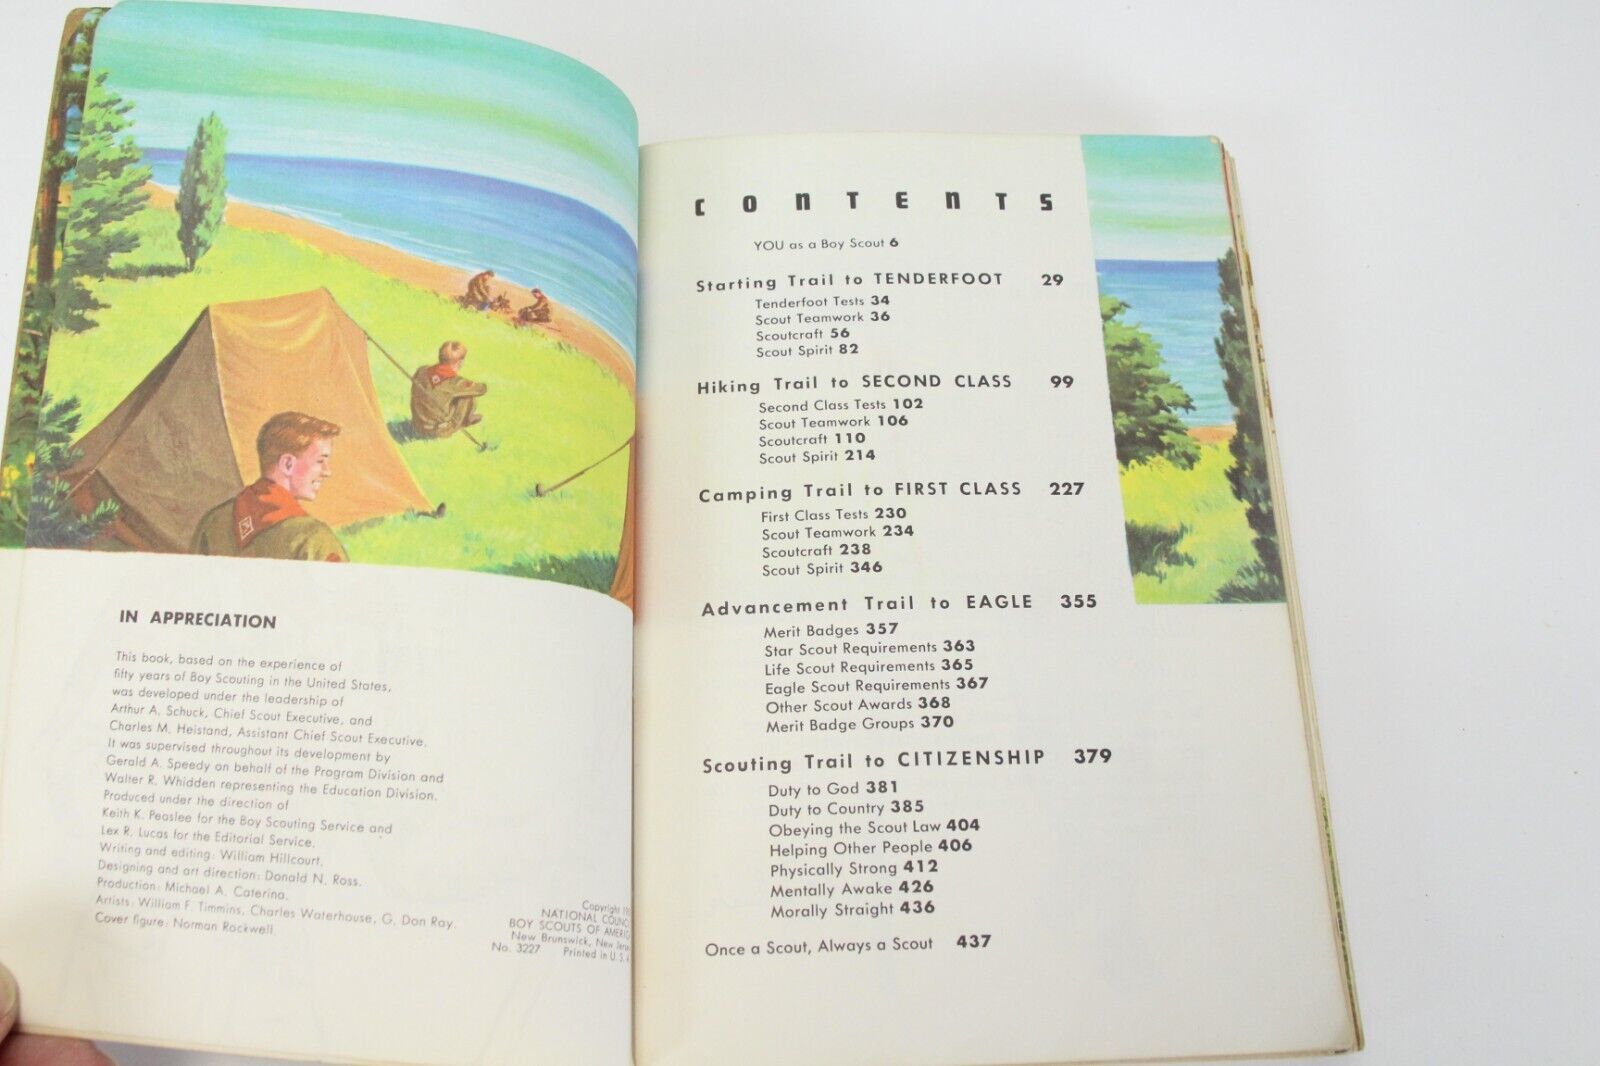 IN APPRECIATION
This book, based on the experience of
fifty years of Boy Scouting in the United States,
was developed under the leadership of
Arthur A. Schuck, Chief Scout Executive, and
Charles M. Heistand, Assistant Chief Scout Executive.
It was supervised throughout its development by
Gerald A. Speedy on behalf of the Program Division and
Walter R. Whidden representing the Education Division.
Produced under the direction of
Keith K. Peaslee for the Boy Scouting Service and
Lex R. Lucas for the Editorial Service.
Writing and editing: William Hillcourt.
Designing and art direction: Donald N. Ross.
Production: Michael A. Caterina.
Artists: William F. Timmins, Charles Waterhouse, G. Don Ray.
Cover figure: Norman Rockwell.
Copyright
NATIONAL
BOY SCOUTS OF
New Brunswick, New
No. 3227 Printed in U.S.
CONTENTS
YOU as a Boy Scout 6
Starting Trail to TENDERFOOT 29
Tenderfoot Tests 34
Scout Teamwork 36
Scoutcraft 56
Scout Spirit 82
Hiking Trail to SECOND CLASS 99
Second Class Tests 102
Scout Teamwork 106
Scoutcraft 110
Scout Spirit 214
Camping Trail to FIRST CLASS 227
First Class Tests 230
Scout Teamwork 234
Scoutcraft 238
Scout Spirit 346
Advancement Trail to EAGLE 355
Merit Badges 357
Star Scout Requirements 363
Life Scout Requirements 365
Eagle Scout Requirements 367
Other Scout Awards 368
Merit Badge Groups 370
Scouting Trail to CITIZENSHIP 379
Duty to God 381
Duty to Country 385
Obeying the Scout Law 404
Helping Other People 406
Physically Strong 412
Mentally Awake 426
Morally Straight 436
Once a Scout, Always a Scout 437